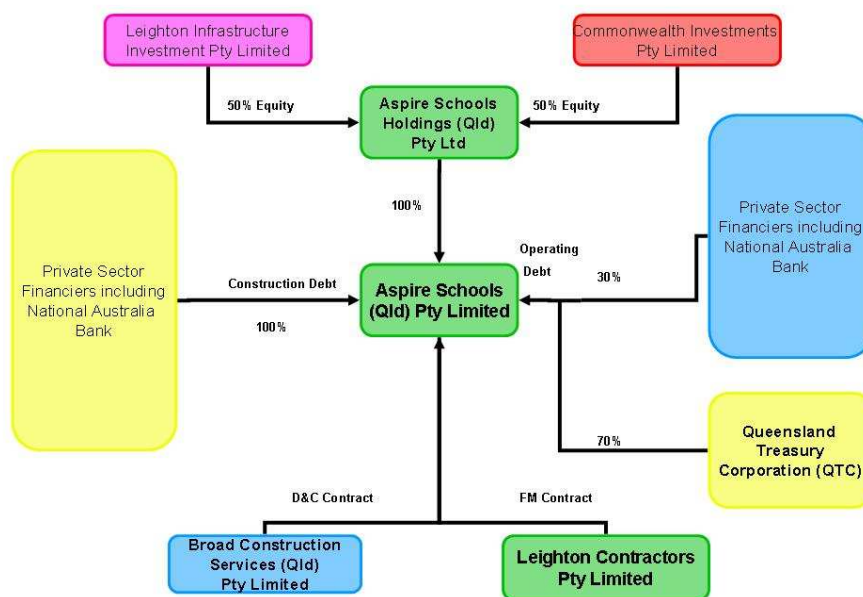 Leighton Infrastructure
Investment Pty Limited
Commonwealth Investments
Pty Limited
50% Equity
Aspire Schools
Holdings (Qld)
Pty Ltd
50% Equity
100%
Private Sector
Financiers including
National Australia
Bank
Private Sector
Financiers including
National Australia
Bank
Construction Debt
100%
Aspire Schools
(Qld) Pty Limited
Operating
Debt
30%
70%
Queensland
Treasury
Corporation (QTC)
D&C Contract
FM Contract
Broad Construction
Services (Qld)
Pty Limited
Leighton Contractors
Pty Limited